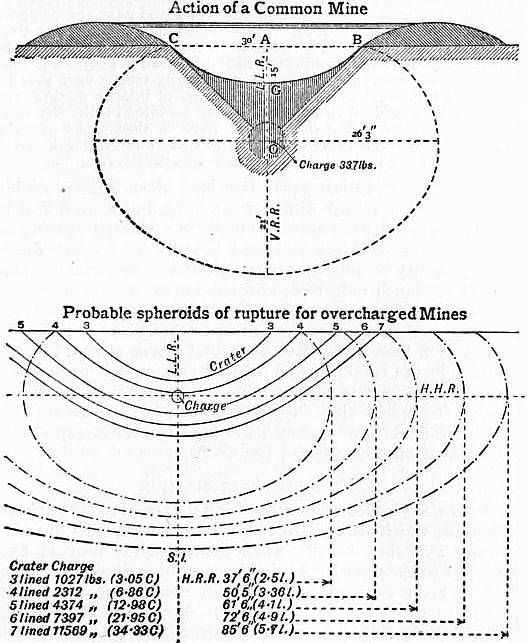 Action of a Common Mine
C 30' A B
L.L.R. 15'
G
26' 3"
O
Charge 337 lbs.
21'
V.R.R.
Probable spheroids of rupture for overcharged Mines
5 4 3 3 4 5 6 7
L.L.R.
Crater
H.H.R.
Charge
Crater Charge
3 lined 1027 lbs. (3·05 C) H.R.R. 37' 6" (2·5 l.)
4 lined 2312 „ (6·86 C) 50, 5, (3·36 l.)
5 lined 4374 „ (12·98 C) 61' 6„ (4·1 l.)
6 lined 7397 „ (21·95 C) 72' 6„ (4·9 l.)
7 lined 11569 „ (34·33 C) 85' 6 (5·7 l.)